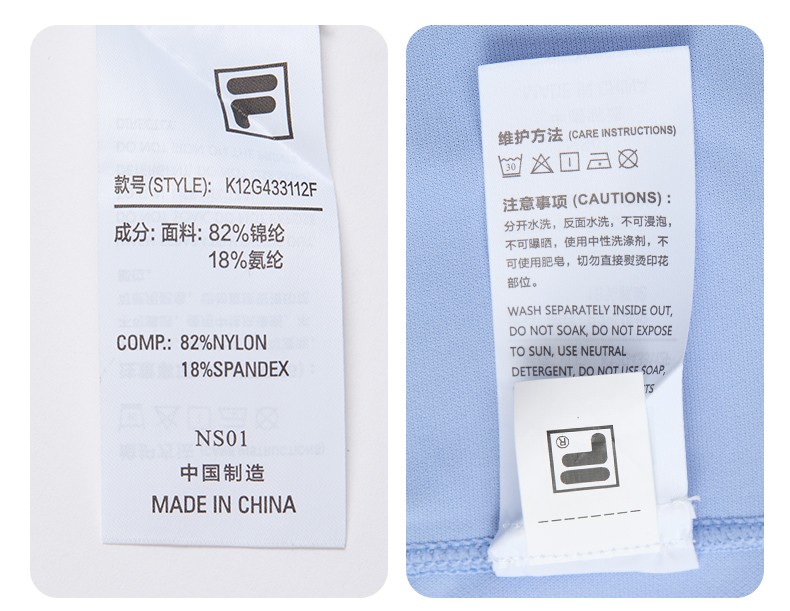 款号(STYLE): K12G433112F
成分: 面料: 82%锦纶
18%氨纶
COMP.: 82%NYLON
18%SPANDEX
NS01
中国制造
MADE IN CHINA
维护方法 (CARE INSTRUCTIONS)
30
注意事项 (CAUTIONS) :
分开水洗，反面水洗，不可浸泡，
不可曝晒，使用中性洗涤剂，不
可使用肥皂，切勿直接熨烫印花
部位。
WASH SEPARATELY INSIDE OUT,
DO NOT SOAK, DO NOT EXPOSE
TO SUN, USE NEUTRAL
DETERGENT, DO NOT USE SOAP,
®